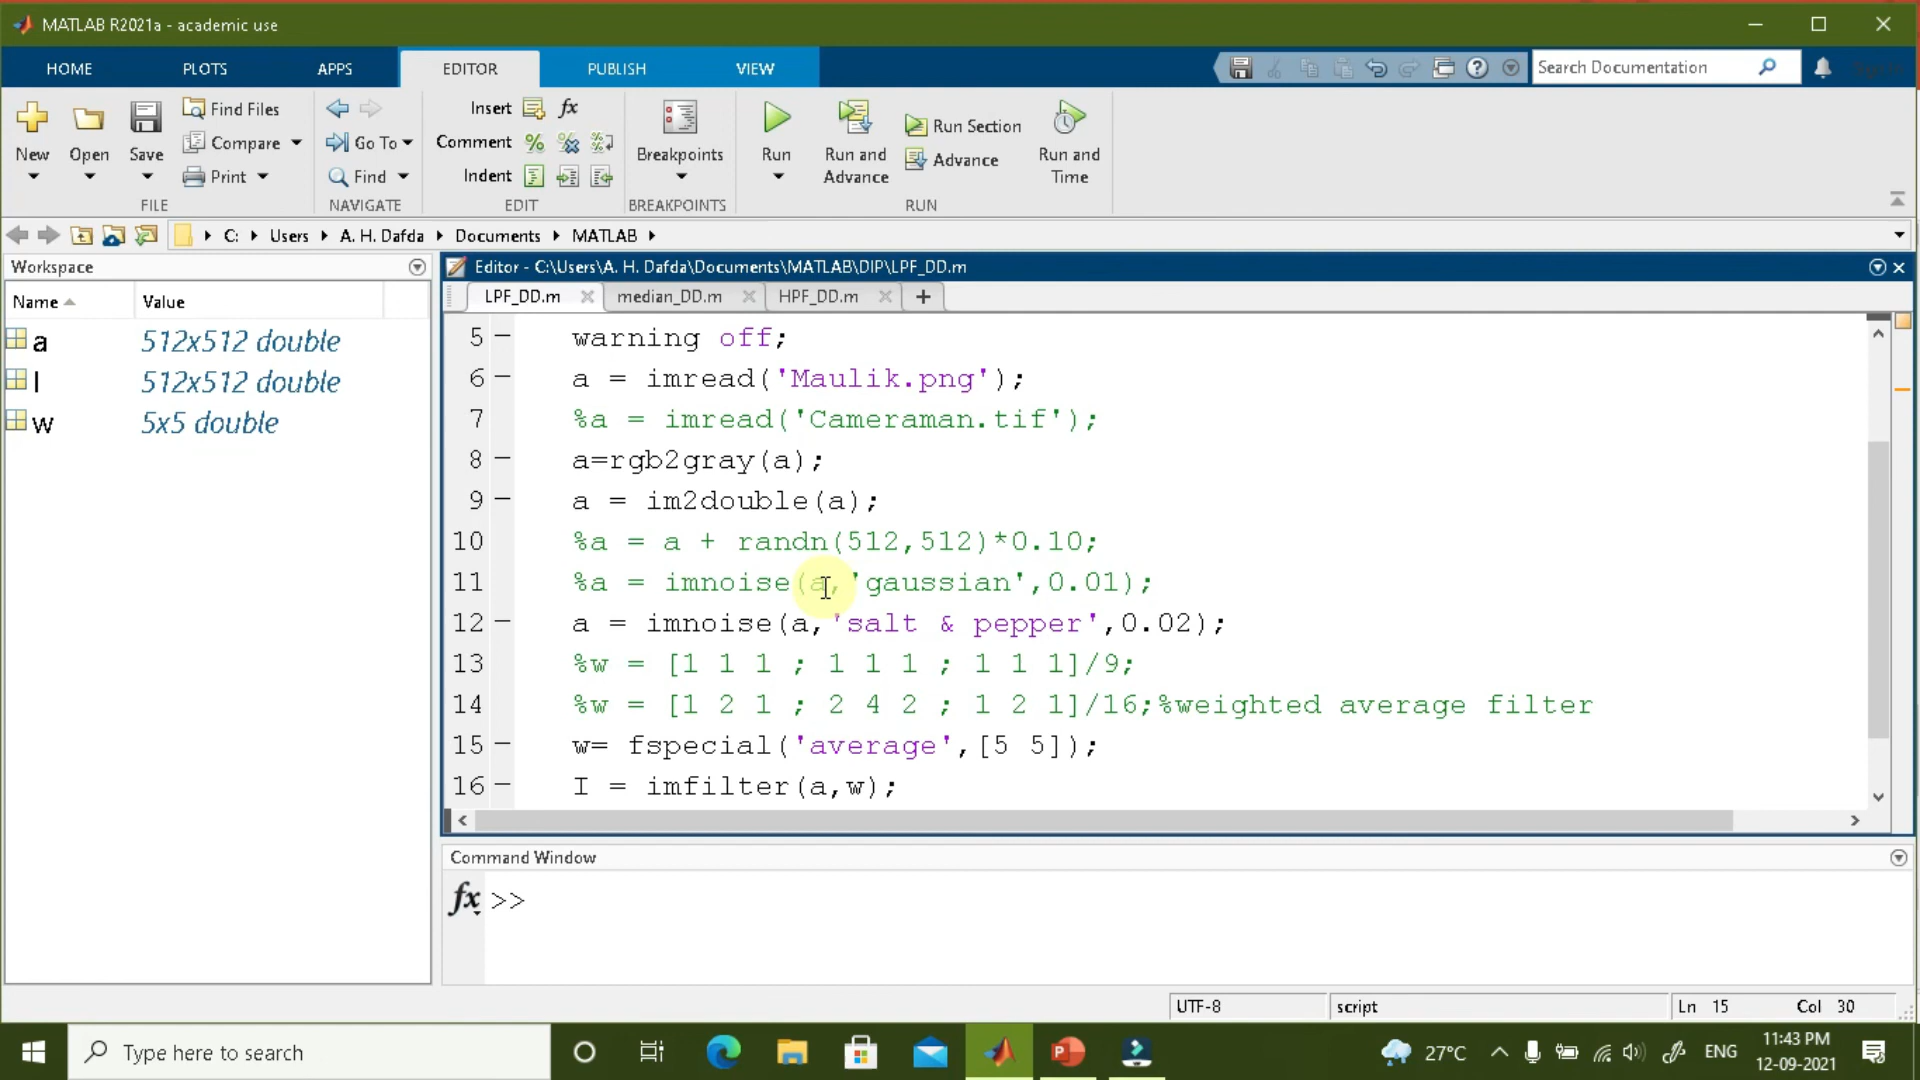 MATLAB R2021a - academic use
HOME PLOTS APPS EDITOR PUBLISH VIEW Search Documentation
New Open Save Find Files Compare Print FILE
Go To Find NAVIGATE
Insert fx Comment Indent EDIT
Breakpoints BREAKPOINTS
Run Run and Advance Run Section Advance Run and Time RUN
C: Users A. H. Dafda Documents MATLAB
Workspace
Name Value
a 512x512 double
I 512x512 double
w 5x5 double
Editor - C:\Users\A. H. Dafda\Documents\MATLAB\DIP\LPF_DD.m
LPF_DD.m median_DD.m HPF_DD.m +
5 - warning off;
6 - a = imread('Maulik.png');
7 %a = imread('Cameraman.tif');
8 - a=rgb2gray(a);
9 - a = im2double(a);
10 %a = a + randn(512,512)*0.10;
11 %a = imnoise(a,'gaussian',0.01);
12 - a = imnoise(a,'salt & pepper',0.02);
13 %w = [1 1 1 ; 1 1 1 ; 1 1 1]/9;
14 %w = [1 2 1 ; 2 4 2 ; 1 2 1]/16;%weighted average filter
15 - w= fspecial('average',[5 5]);
16 - I = imfilter(a,w);
Command Window
fx >>
UTF-8 script Ln 15 Col 30
Type here to search 27°C ENG 11:43 PM
12-09-2021